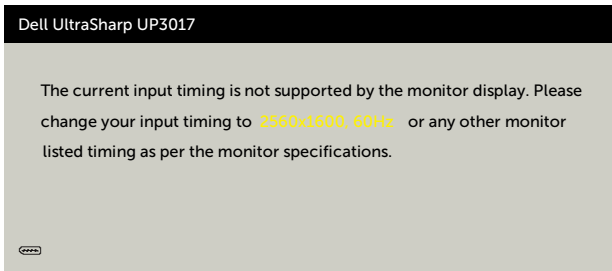 Dell UltraSharp UP3017
The current input timing is not supported by the monitor display. Please
change your input timing to 2560x1600, 60Hz or any other monitor
listed timing as per the monitor specifications.